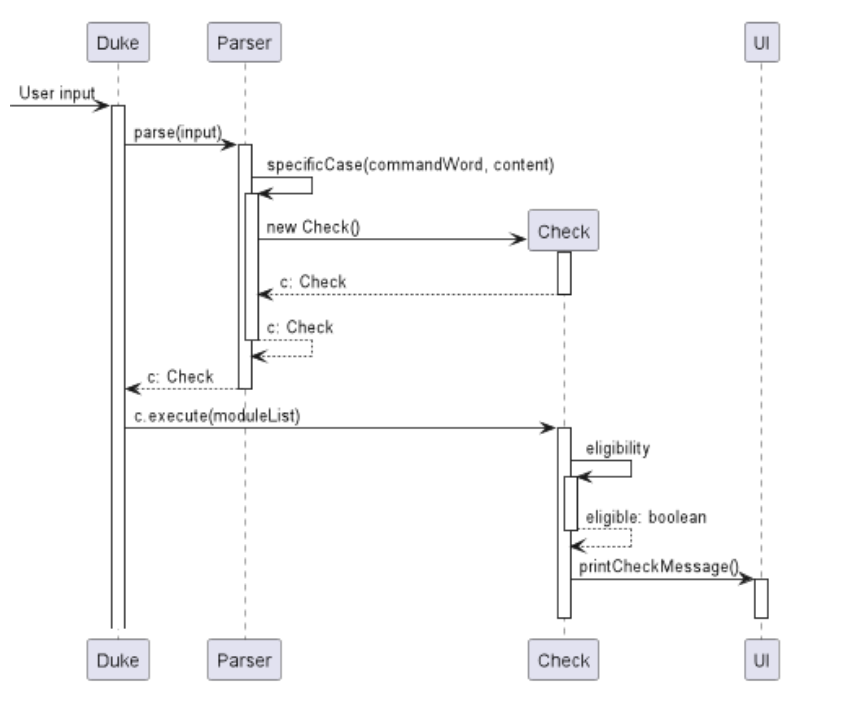 Duke
Parser
UI
User input
parse(input)
specificCase(commandWord, content)
new Check()
Check
c: Check
c: Check
c: Check
c.execute(moduleList)
eligibility
eligible: boolean
printCheckMessage()
Duke
Parser
Check
UI